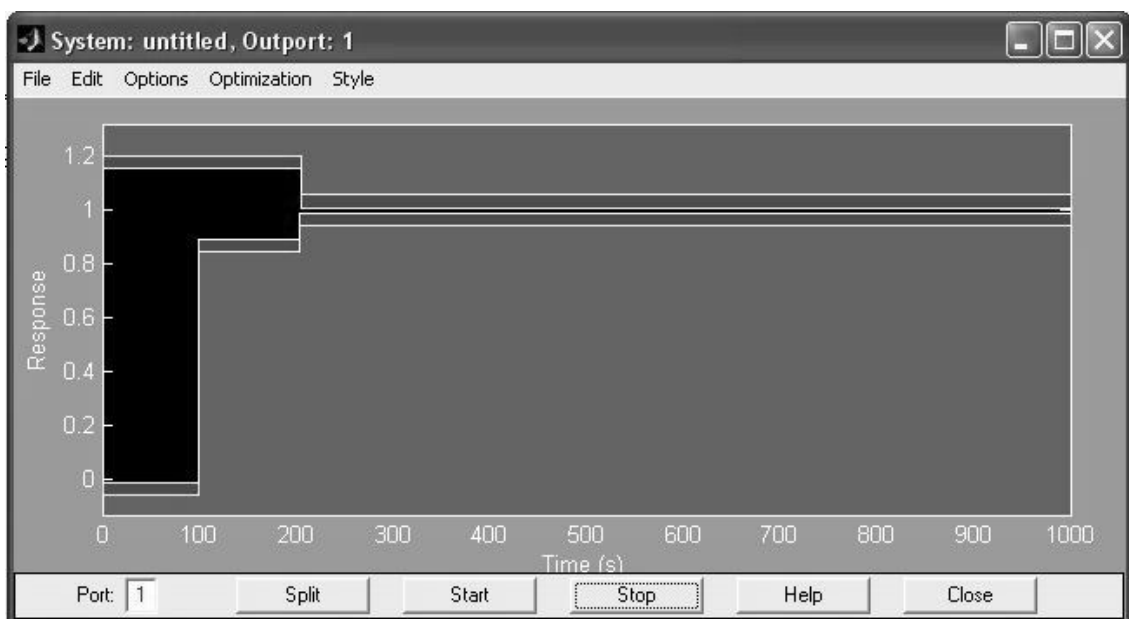 System: untitled, Outport: 1
File Edit Options Optimization Style
1.2
1
0.8
0.6
0.4
0.2
0
Response
0 100 200 300 400 500 600 700 800 900 1000
Time (s)
Port: 1 Split Start Stop Help Close